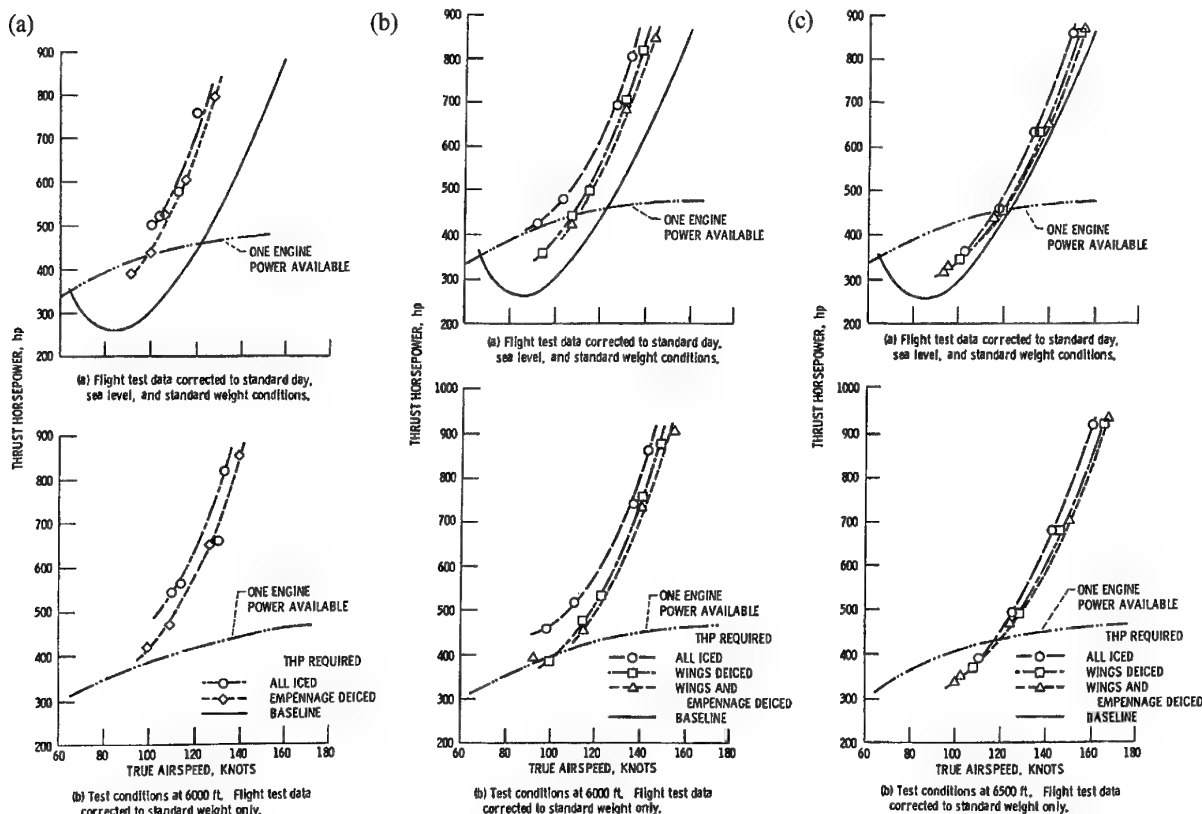 (a)
THRUST HORSEPOWER, hp
900
800
700
600
500
400
300
200
ONE ENGINE
POWER AVAILABLE
(a) Flight test data corrected to standard day,
sea level, and standard weight conditions.
900
800
700
600
500
400
300
200
60
80
100
120
140
160
180
ONE ENGINE
POWER AVAILABLE
THP REQUIRED
ALL ICED
EMPENNAGE DEICED
BASELINE
TRUE AIRSPEED, KNOTS
(b) Test conditions at 6000 ft. Flight test data
corrected to standard weight only.
(b)
THRUST HORSEPOWER, hp
900
800
700
600
500
400
300
200
ONE ENGINE
POWER AVAILABLE
(a) Flight test data corrected to standard day,
sea level, and standard weight conditions.
1000
900
800
700
600
500
400
300
200
60
80
100
120
140
160
180
ONE ENGINE
POWER AVAILABLE
THP REQUIRED
ALL ICED
WINGS DEICED
WINGS AND
EMPENNAGE DEICED
BASELINE
TRUE AIRSPEED, KNOTS
(b) Test conditions at 6000 ft. Flight test data
corrected to standard weight only.
(c)
THRUST HORSEPOWER, hp
900
800
700
600
500
400
300
200
ONE ENGINE
POWER AVAILABLE
(a) Flight test data corrected to standard day,
sea level, and standard weight conditions.
1000
900
800
700
600
500
400
300
200
60
80
100
120
140
160
180
ONE ENGINE
POWER AVAILABLE
THP REQUIRED
ALL ICED
WINGS DEICED
WINGS AND
EMPENNAGE DEICED
BASELINE
TRUE AIRSPEED, KNOTS
(b) Test conditions at 6500 ft. Flight test data
corrected to standard weight only.